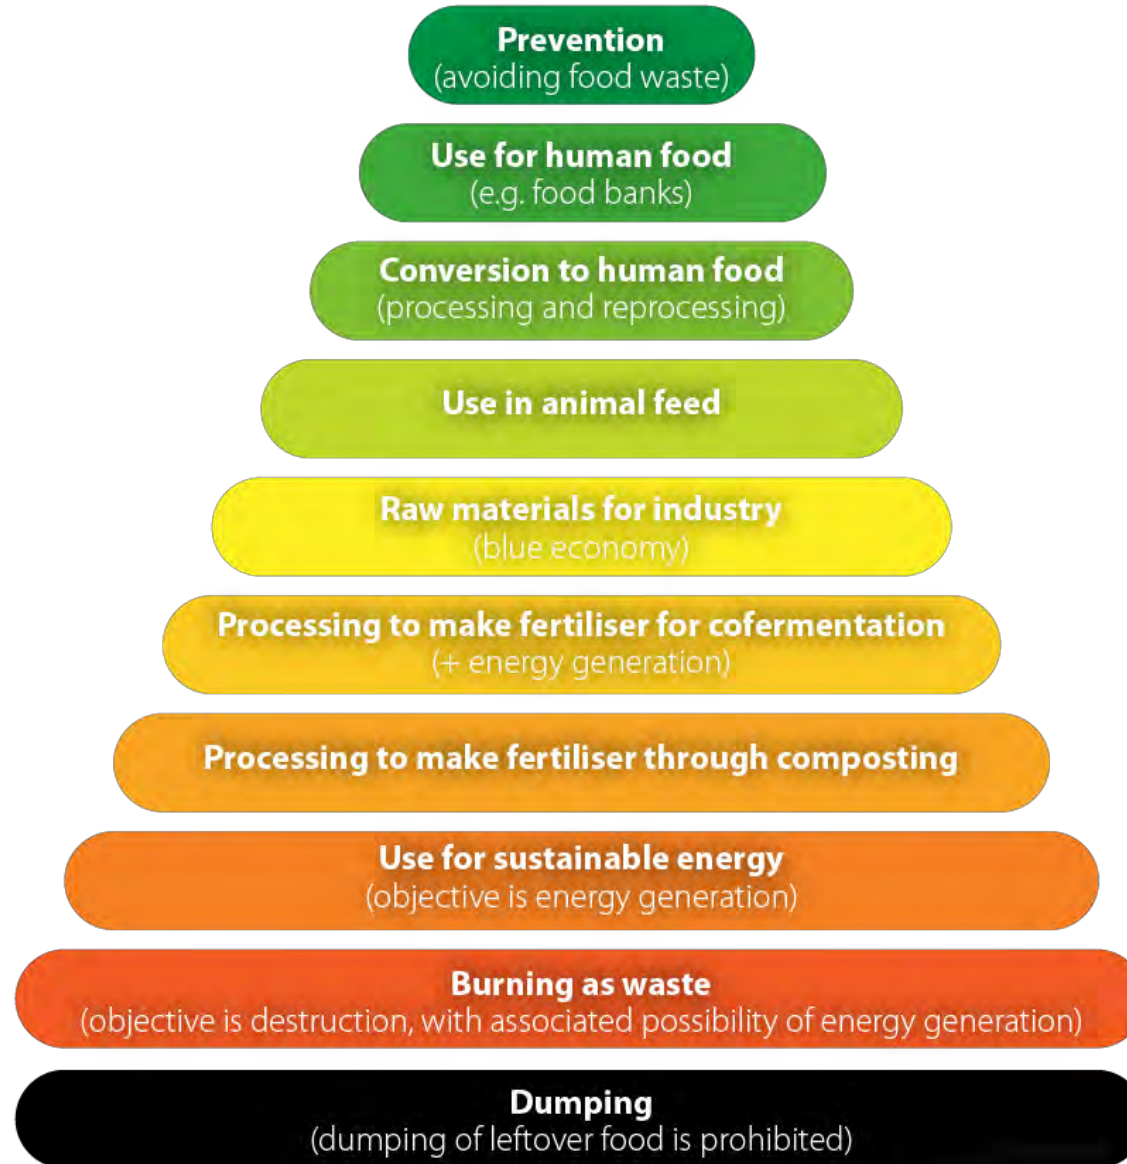 Prevention
(avoiding food waste)
Use for human food
(e.g. food banks)
Conversion to human food
(processing and reprocessing)
Use in animal feed
Raw materials for industry
(blue economy)
Processing to make fertiliser for cofermentation
(+ energy generation)
Processing to make fertiliser through composting
Use for sustainable energy
(objective is energy generation)
Burning as waste
(objective is destruction, with associated possibility of energy generation)
Dumping
(dumping of leftover food is prohibited)